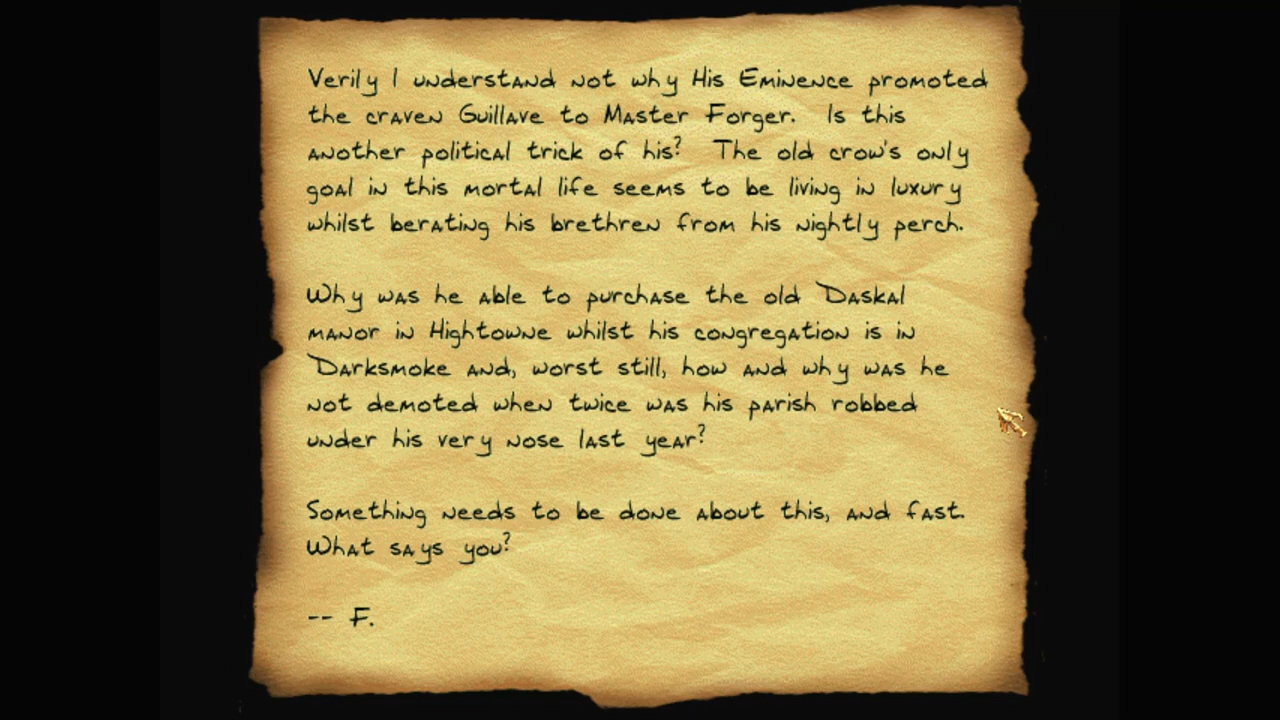 Verily I understand not why His Eminence promoted
the craven Guillave to Master Forger.  Is this
another political trick of his?  The old crow's only
goal in this mortal life seems to be living in luxury
whilst berating his brethren from his nightly perch.
Why was he able to purchase the old Daskal
manor in Hightowne whilst his congregation is in
Darksmoke and, worst still, how and why was he
not demoted when twice was his parish robbed
under his very nose last year?
Something needs to be done about this, and fast.
What says you?
-- F.